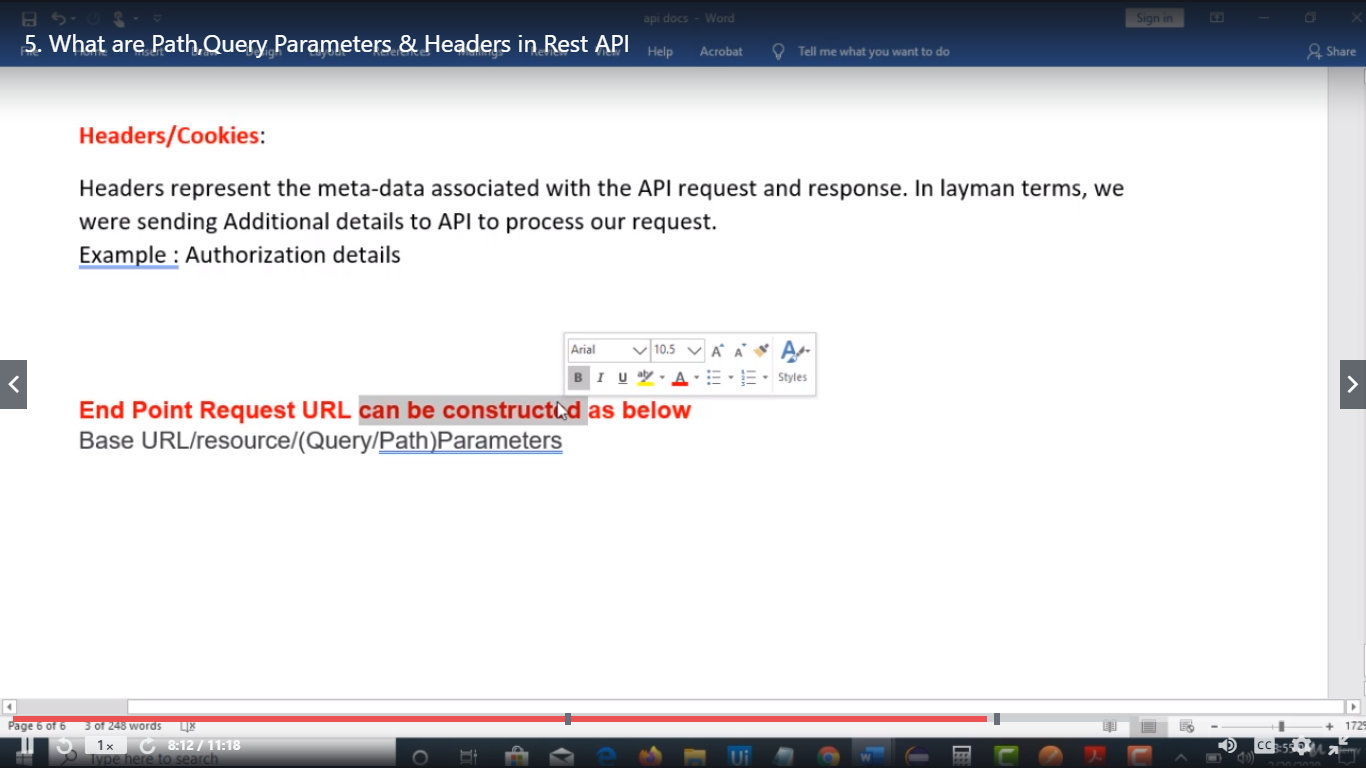 api docs - Word
Sign in
5. What are Path,Query Parameters & Headers in Rest API
Help
Acrobat
Tell me what you want to do
Share
Headers/Cookies:
Headers represent the meta-data associated with the API request and response. In layman terms, we
were sending Additional details to API to process our request.
Example : Authorization details
Arial
10.5
Styles
End Point Request URL can be constructed as below
Base URL/resource/(Query/Path)Parameters
Page 6 of 6
3 of 248 words
1x
8:12 / 11:18
CC
Type here to search